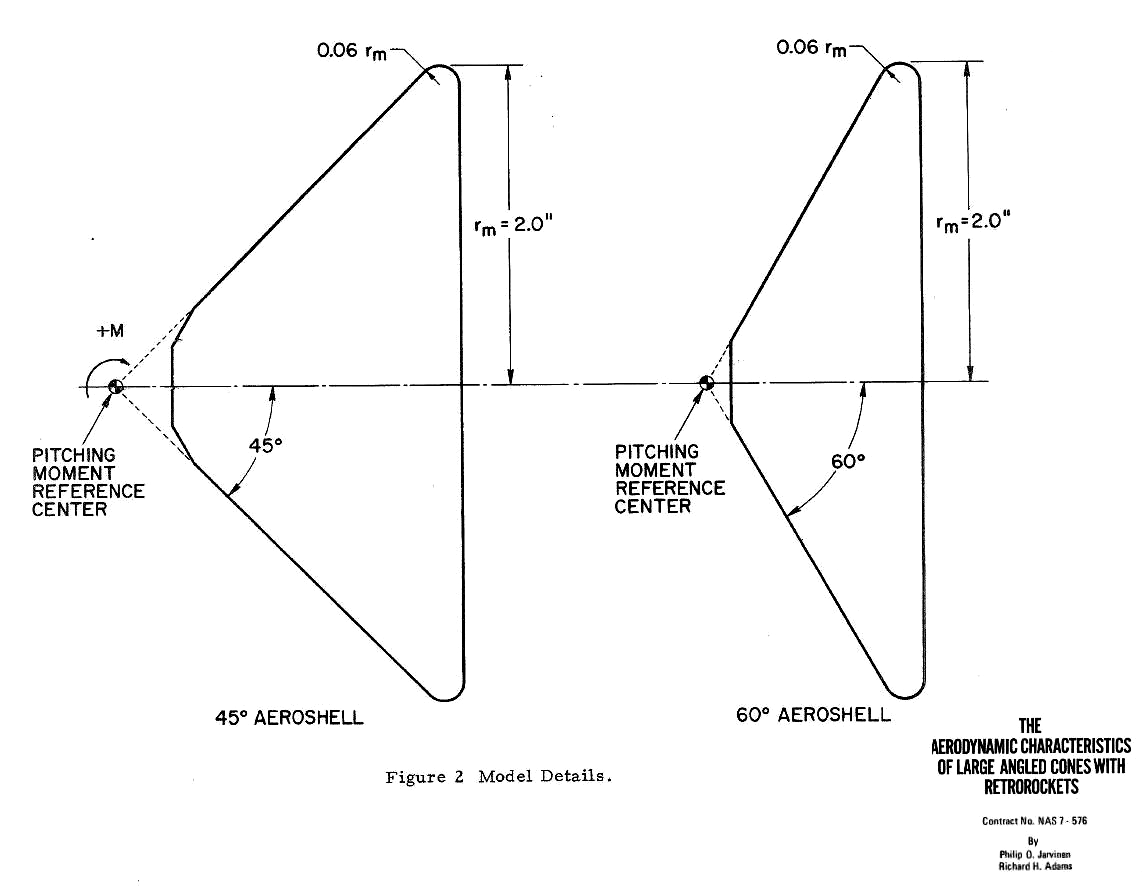 0.06 rm
0.06 rm
rm = 2.0"
rm=2.0"
+M
45°
60°
PITCHING
MOMENT
REFERENCE
CENTER
PITCHING
MOMENT
REFERENCE
CENTER
45° AEROSHELL
60° AEROSHELL
Figure 2 Model Details.
THE
AERODYNAMIC CHARACTERISTICS
OF LARGE ANGLED CONES WITH
RETROROCKETS
Contract No. NAS 7 - 576
By
Philip O. Jarvinen
Richard H. Adams